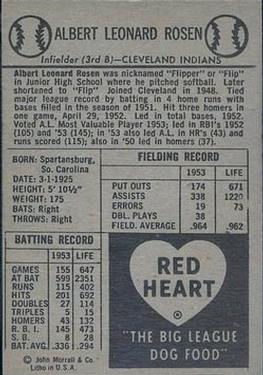 ALBERT LEONARD ROSEN
Infielder (3rd B)—CLEVELAND INDIANS
Albert Leonard Rosen was nicknamed "Flipper" or "Flip"
in Junior High School where he pitched softball. Later
shortened to "Flip" Joined Cleveland in 1948. Tied
major league record by batting in 4 home runs with
bases filled in the season of 1951. Hit three homers in
one game, April 29, 1952. Led in total bases, 1952.
Voted A.L. Most Valuable Player 1953; led in RBI's 1952
(105) and '53 (145); in '53 also led A.L. in HR's (43) and
runs scored (115); also in '50 led in homers (37).
BORN: Spartansburg,
So. Carolina
DATE: 3-1-1925
HEIGHT: 5' 10½"
WEIGHT: 175
BATS: Right
THROWS: Right
FIELDING RECORD
1953 LIFE
PUT OUTS 174 671
ASSISTS 338 1220
ERRORS 19 73
DBL. PLAYS 38
FIELD. AVERAGE .964 .962
BATTING RECORD
1953 LIFE
GAMES 155 647
AT BAT 599 2351
RUNS 115 402
HITS 201 692
DOUBLES 27 114
TRIPLES 5 15
HOMERS 43 132
R. B. I. 145 473
S. B. 8 28
BAT. AVG. .336 .294
© John Morrell & Co.
Litho in U.S.A.
RED
HEART
®
"THE BIG LEAGUE
DOG FOOD"